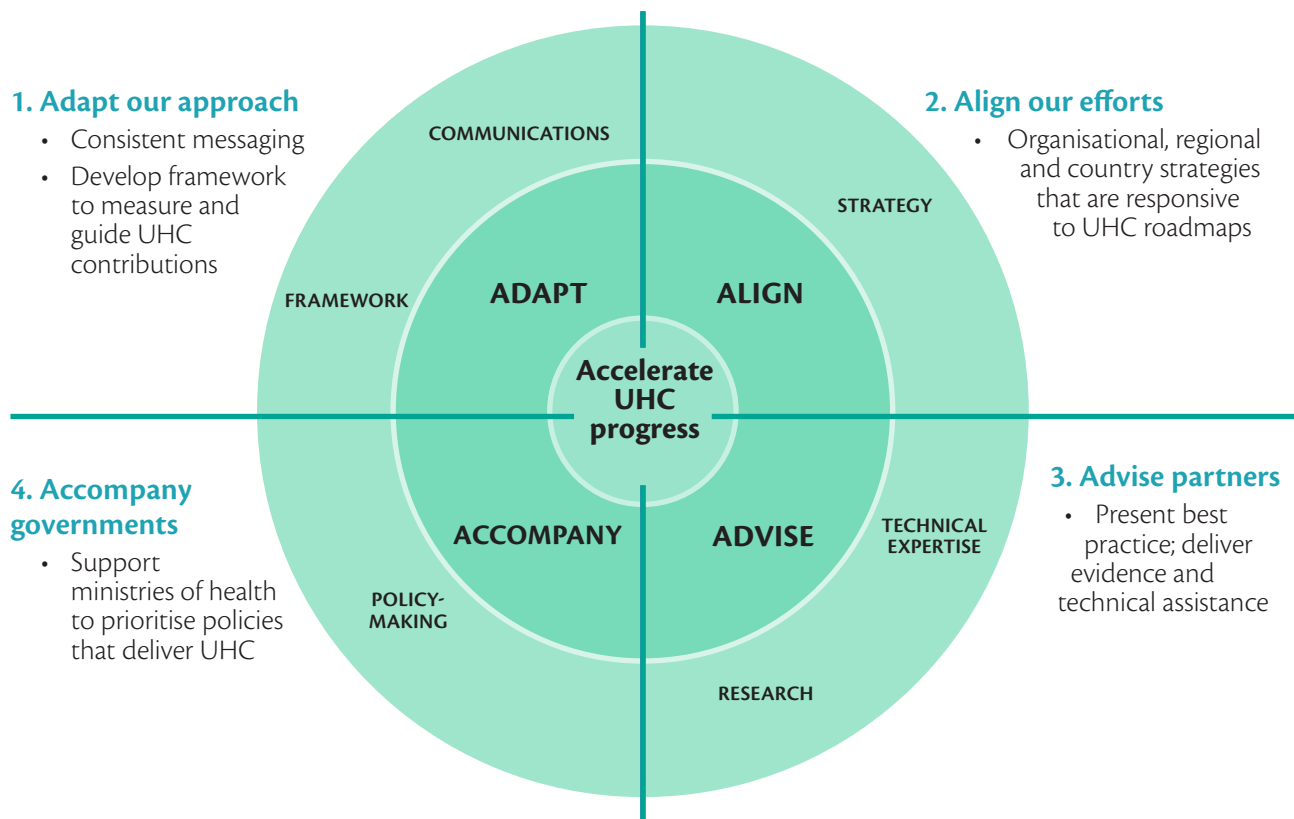 1. Adapt our approach
• Consistent messaging
• Develop framework
to measure and
guide UHC
contributions
2. Align our efforts
• Organisational, regional
and country strategies
that are responsive
to UHC roadmaps
COMMUNICATIONS
STRATEGY
FRAMEWORK
ADAPT
ALIGN
Accelerate
UHC
progress
ACCOMPANY
ADVISE
TECHNICAL
EXPERTISE
POLICY-
MAKING
RESEARCH
4. Accompany
governments
• Support
ministries of health
to prioritise policies
that deliver UHC
3. Advise partners
• Present best
practice; deliver
evidence and
technical assistance